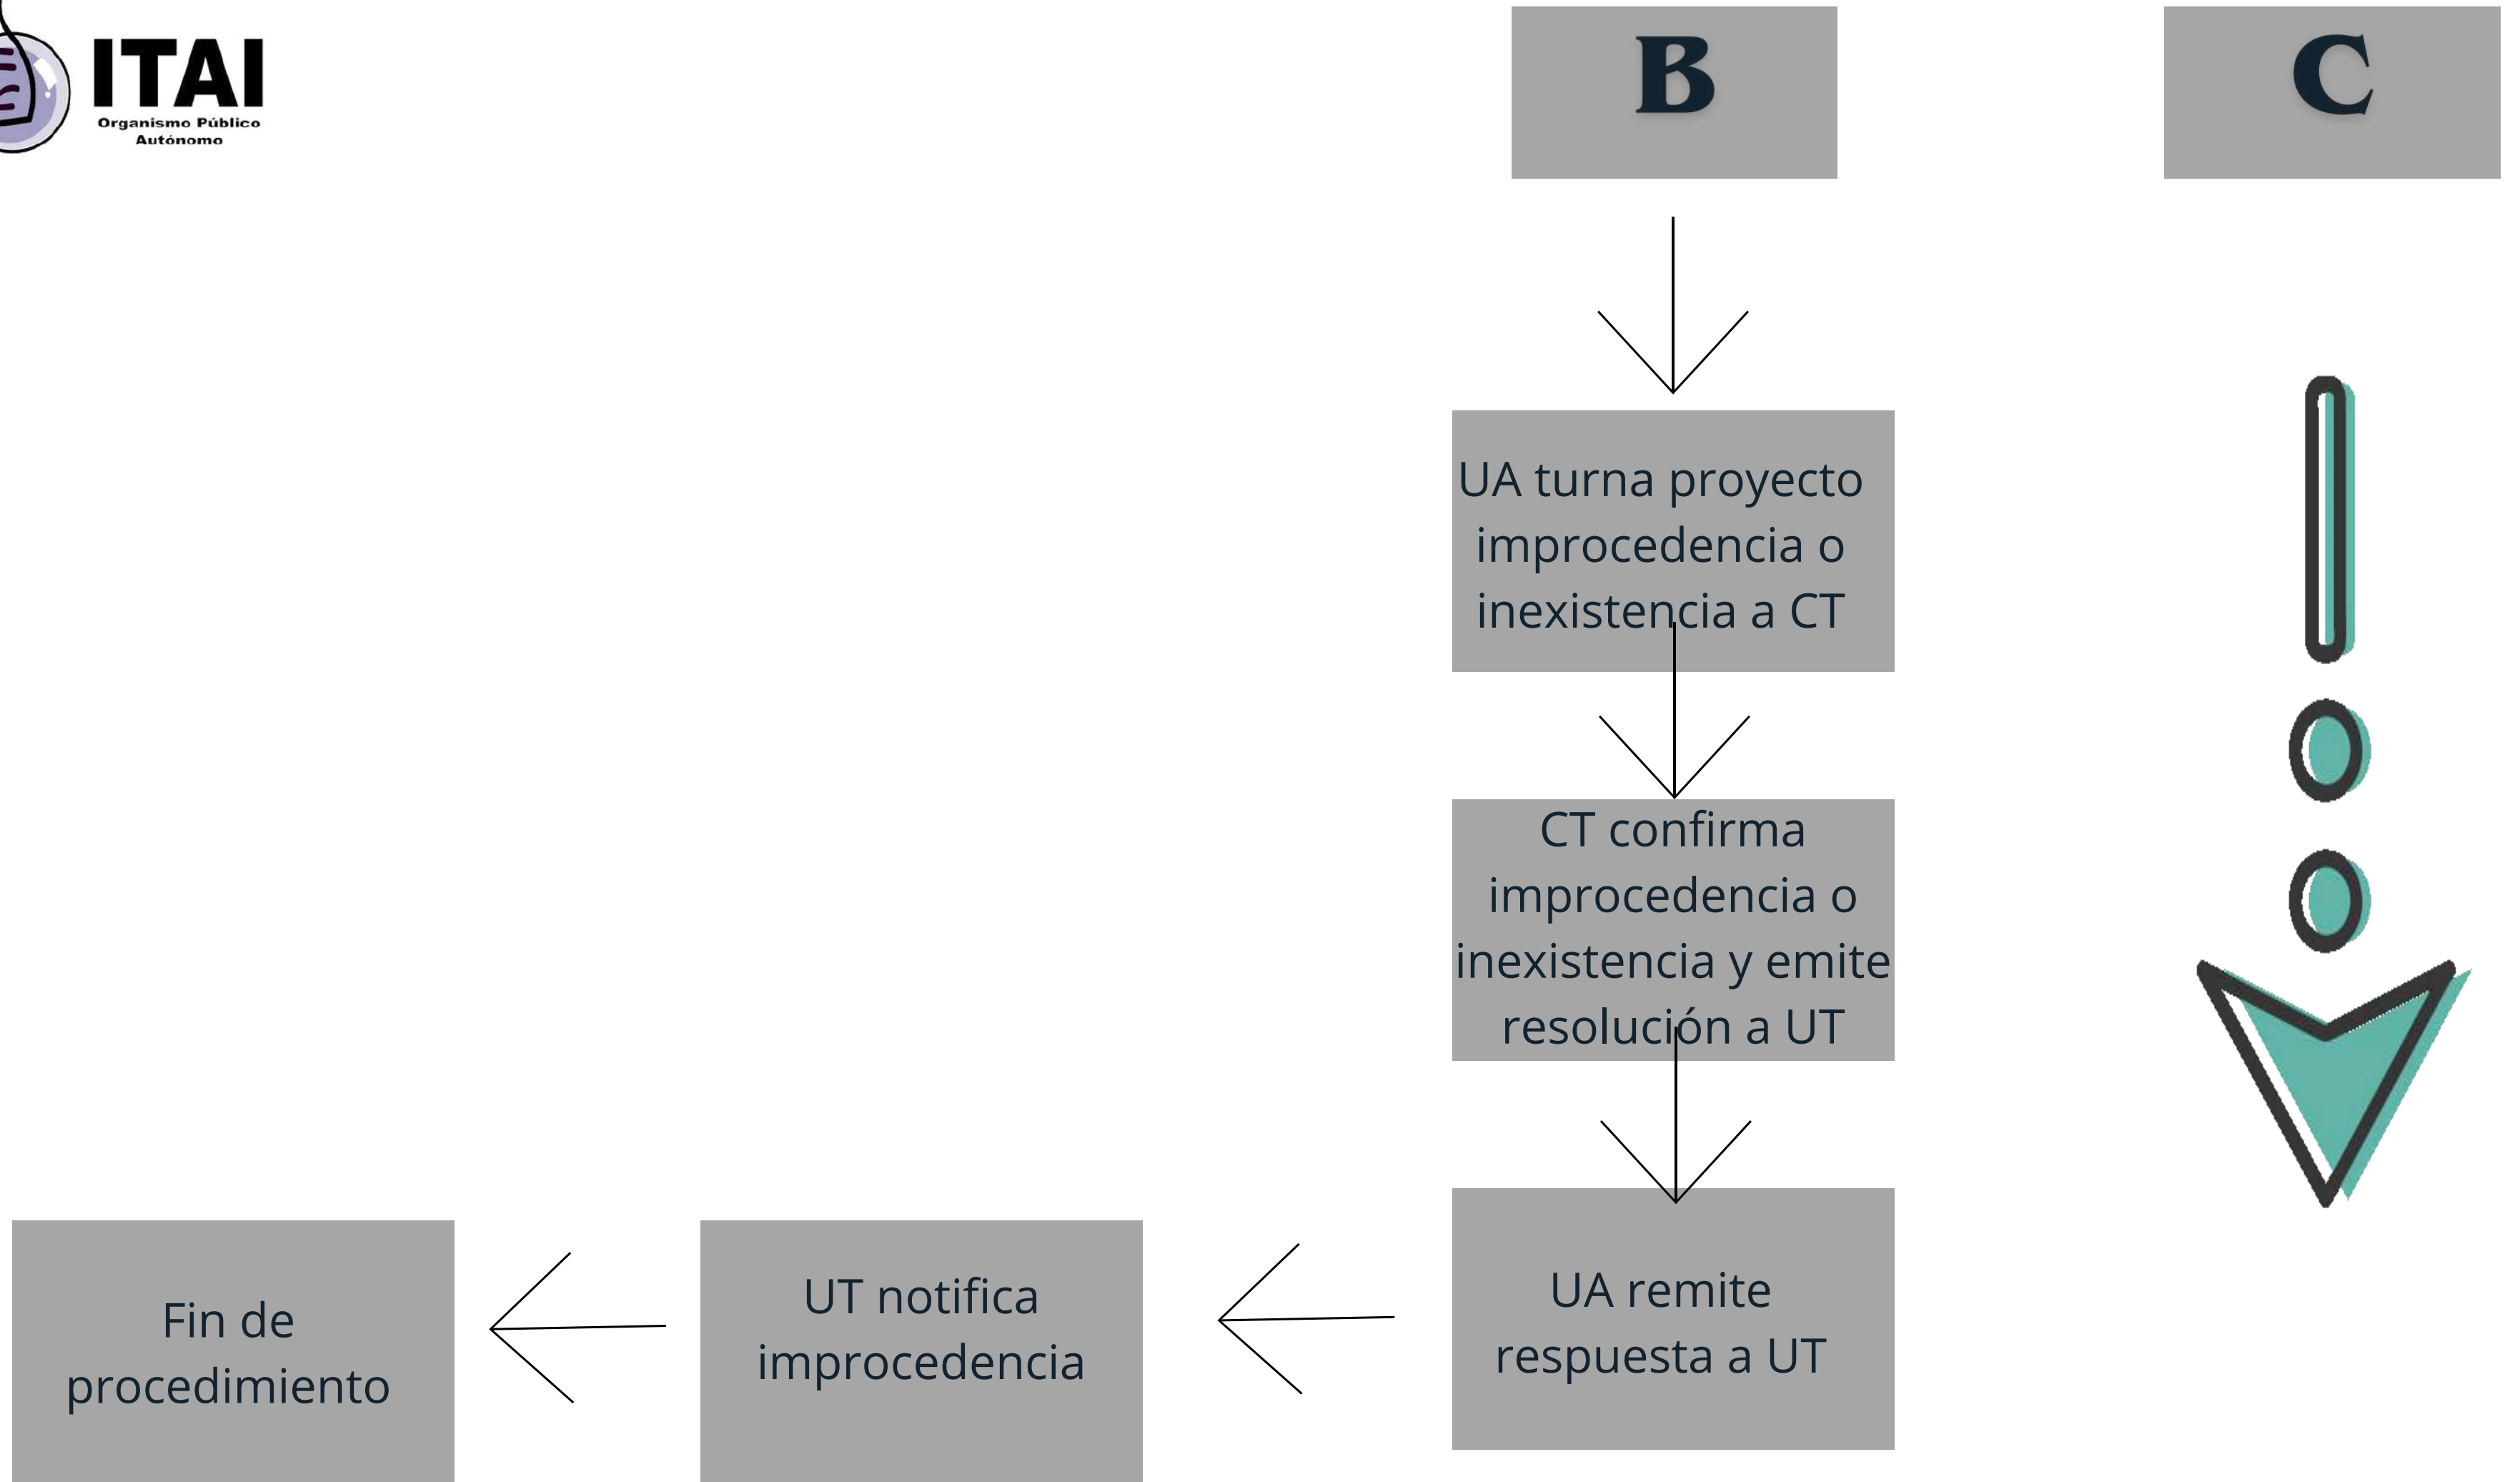 ITAI
Organismo Público
Autónomo
B
C
UA turna proyecto
improcedencia o
inexistencia a CT
CT confirma
improcedencia o
inexistencia y emite
resolución a UT
UA remite
respuesta a UT
UT notifica
improcedencia
Fin de
procedimiento